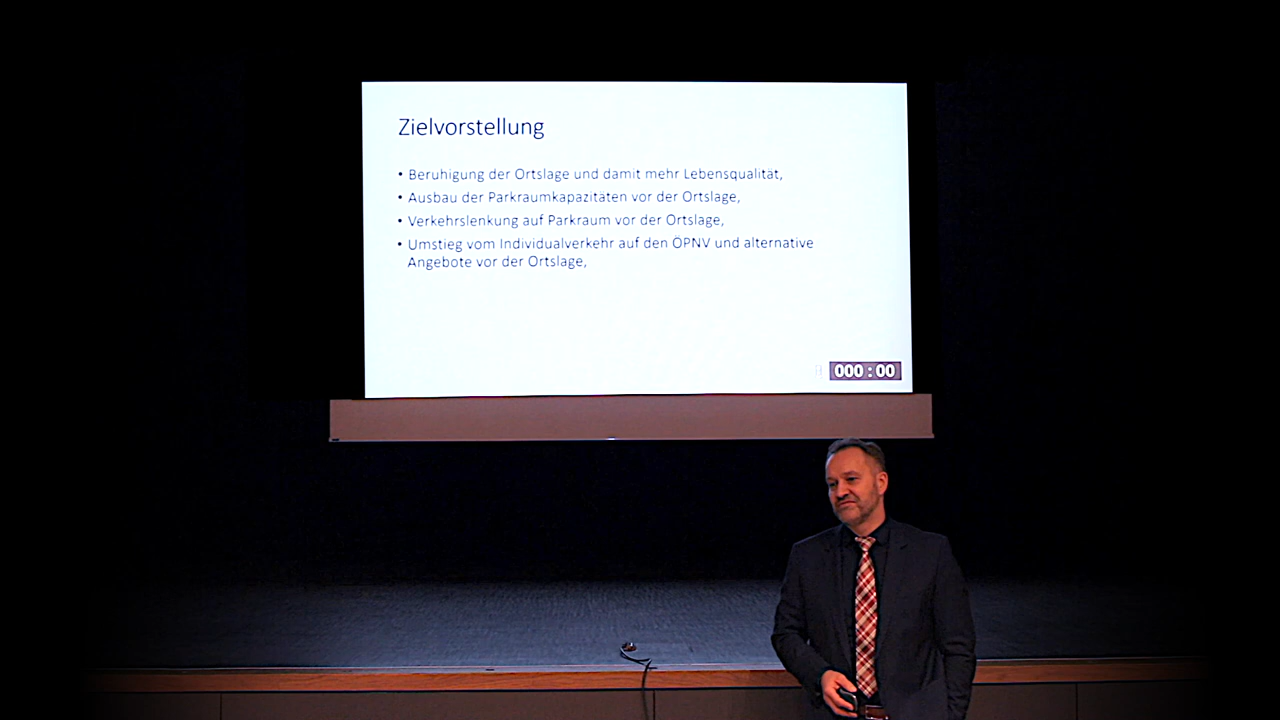 Zielvorstellung
• Beruhigung der Ortslage und damit mehr Lebensqualität,
• Ausbau der Parkraumkapazitäten vor der Ortslage,
• Verkehrslenkung auf Parkraum vor der Ortslage,
• Umstieg vom Individualverkehr auf den ÖPNV und alternative
Angebote vor der Ortslage,
000 : 00